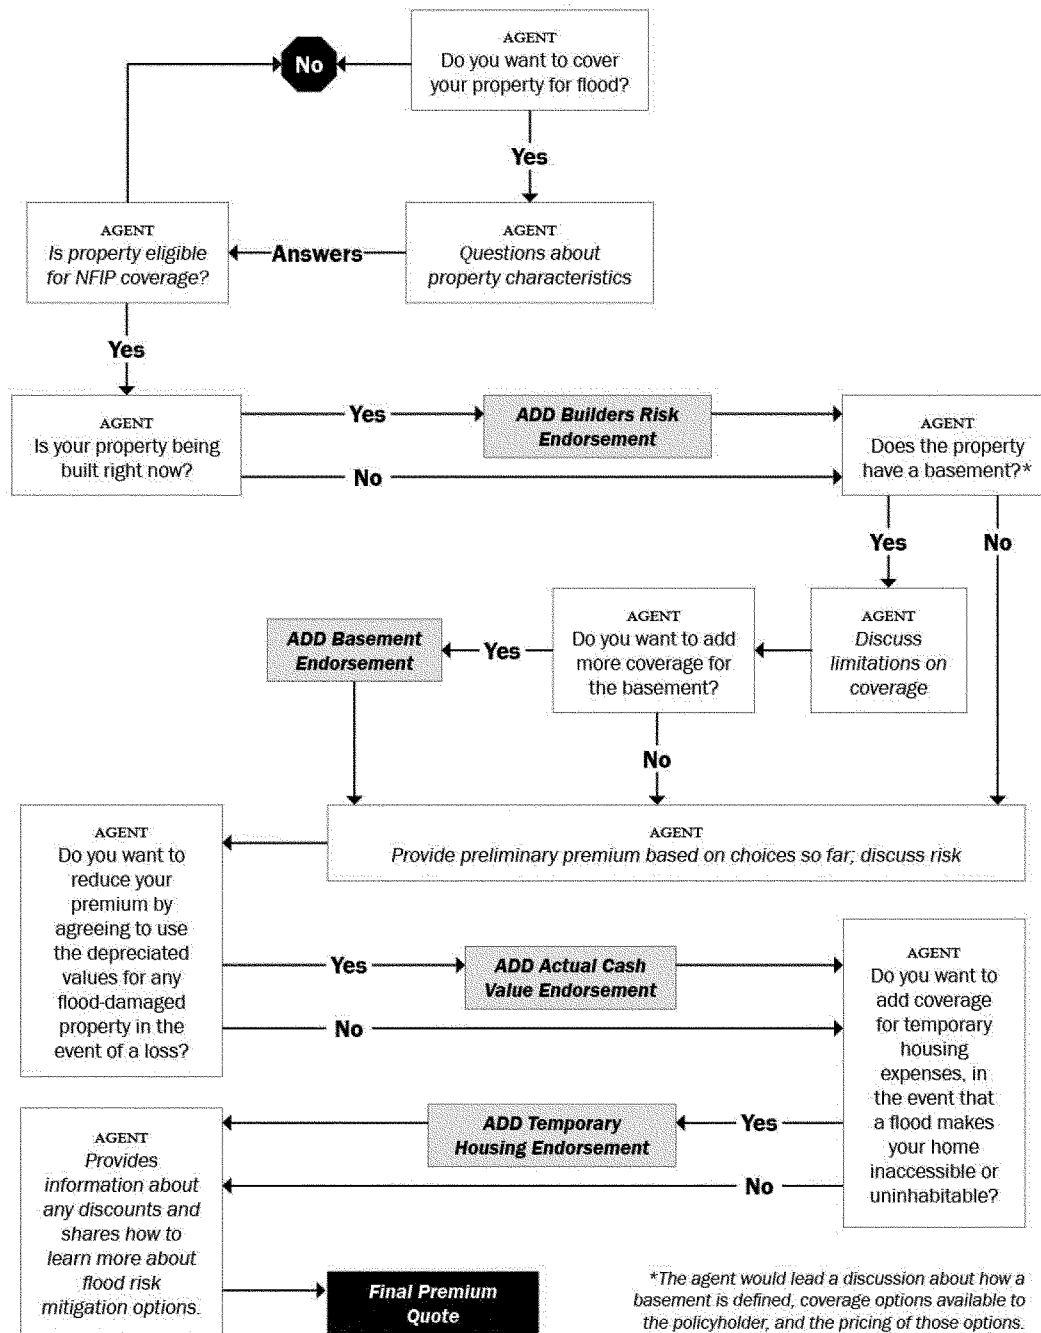 AGENT
Do you want to cover
your property for flood?
No
Yes
AGENT
Is property eligible
for NFIP coverage?
Answers
AGENT
Questions about
property characteristics
Yes
AGENT
Is your property being
built right now?
Yes
ADD Builders Risk
Endorsement
No
AGENT
Does the property
have a basement?*
Yes
No
AGENT
Discuss
limitations on
coverage
AGENT
Do you want to add
more coverage for
the basement?
Yes
ADD Basement
Endorsement
No
AGENT
Provide preliminary premium based on choices so far; discuss risk
AGENT
Do you want to
reduce your
premium by
agreeing to use
the depreciated
values for any
flood-damaged
property in the
event of a loss?
Yes
ADD Actual Cash
Value Endorsement
No
AGENT
Do you want to
add coverage
for temporary
housing
expenses, in
the event that
a flood makes
your home
inaccessible or
uninhabitable?
Yes
ADD Temporary
Housing Endorsement
No
AGENT
Provides
information about
any discounts and
shares how to
learn more about
flood risk
mitigation options.
Final Premium
Quote
*The agent would lead a discussion about how a
basement is defined, coverage options available to
the policyholder, and the pricing of those options.